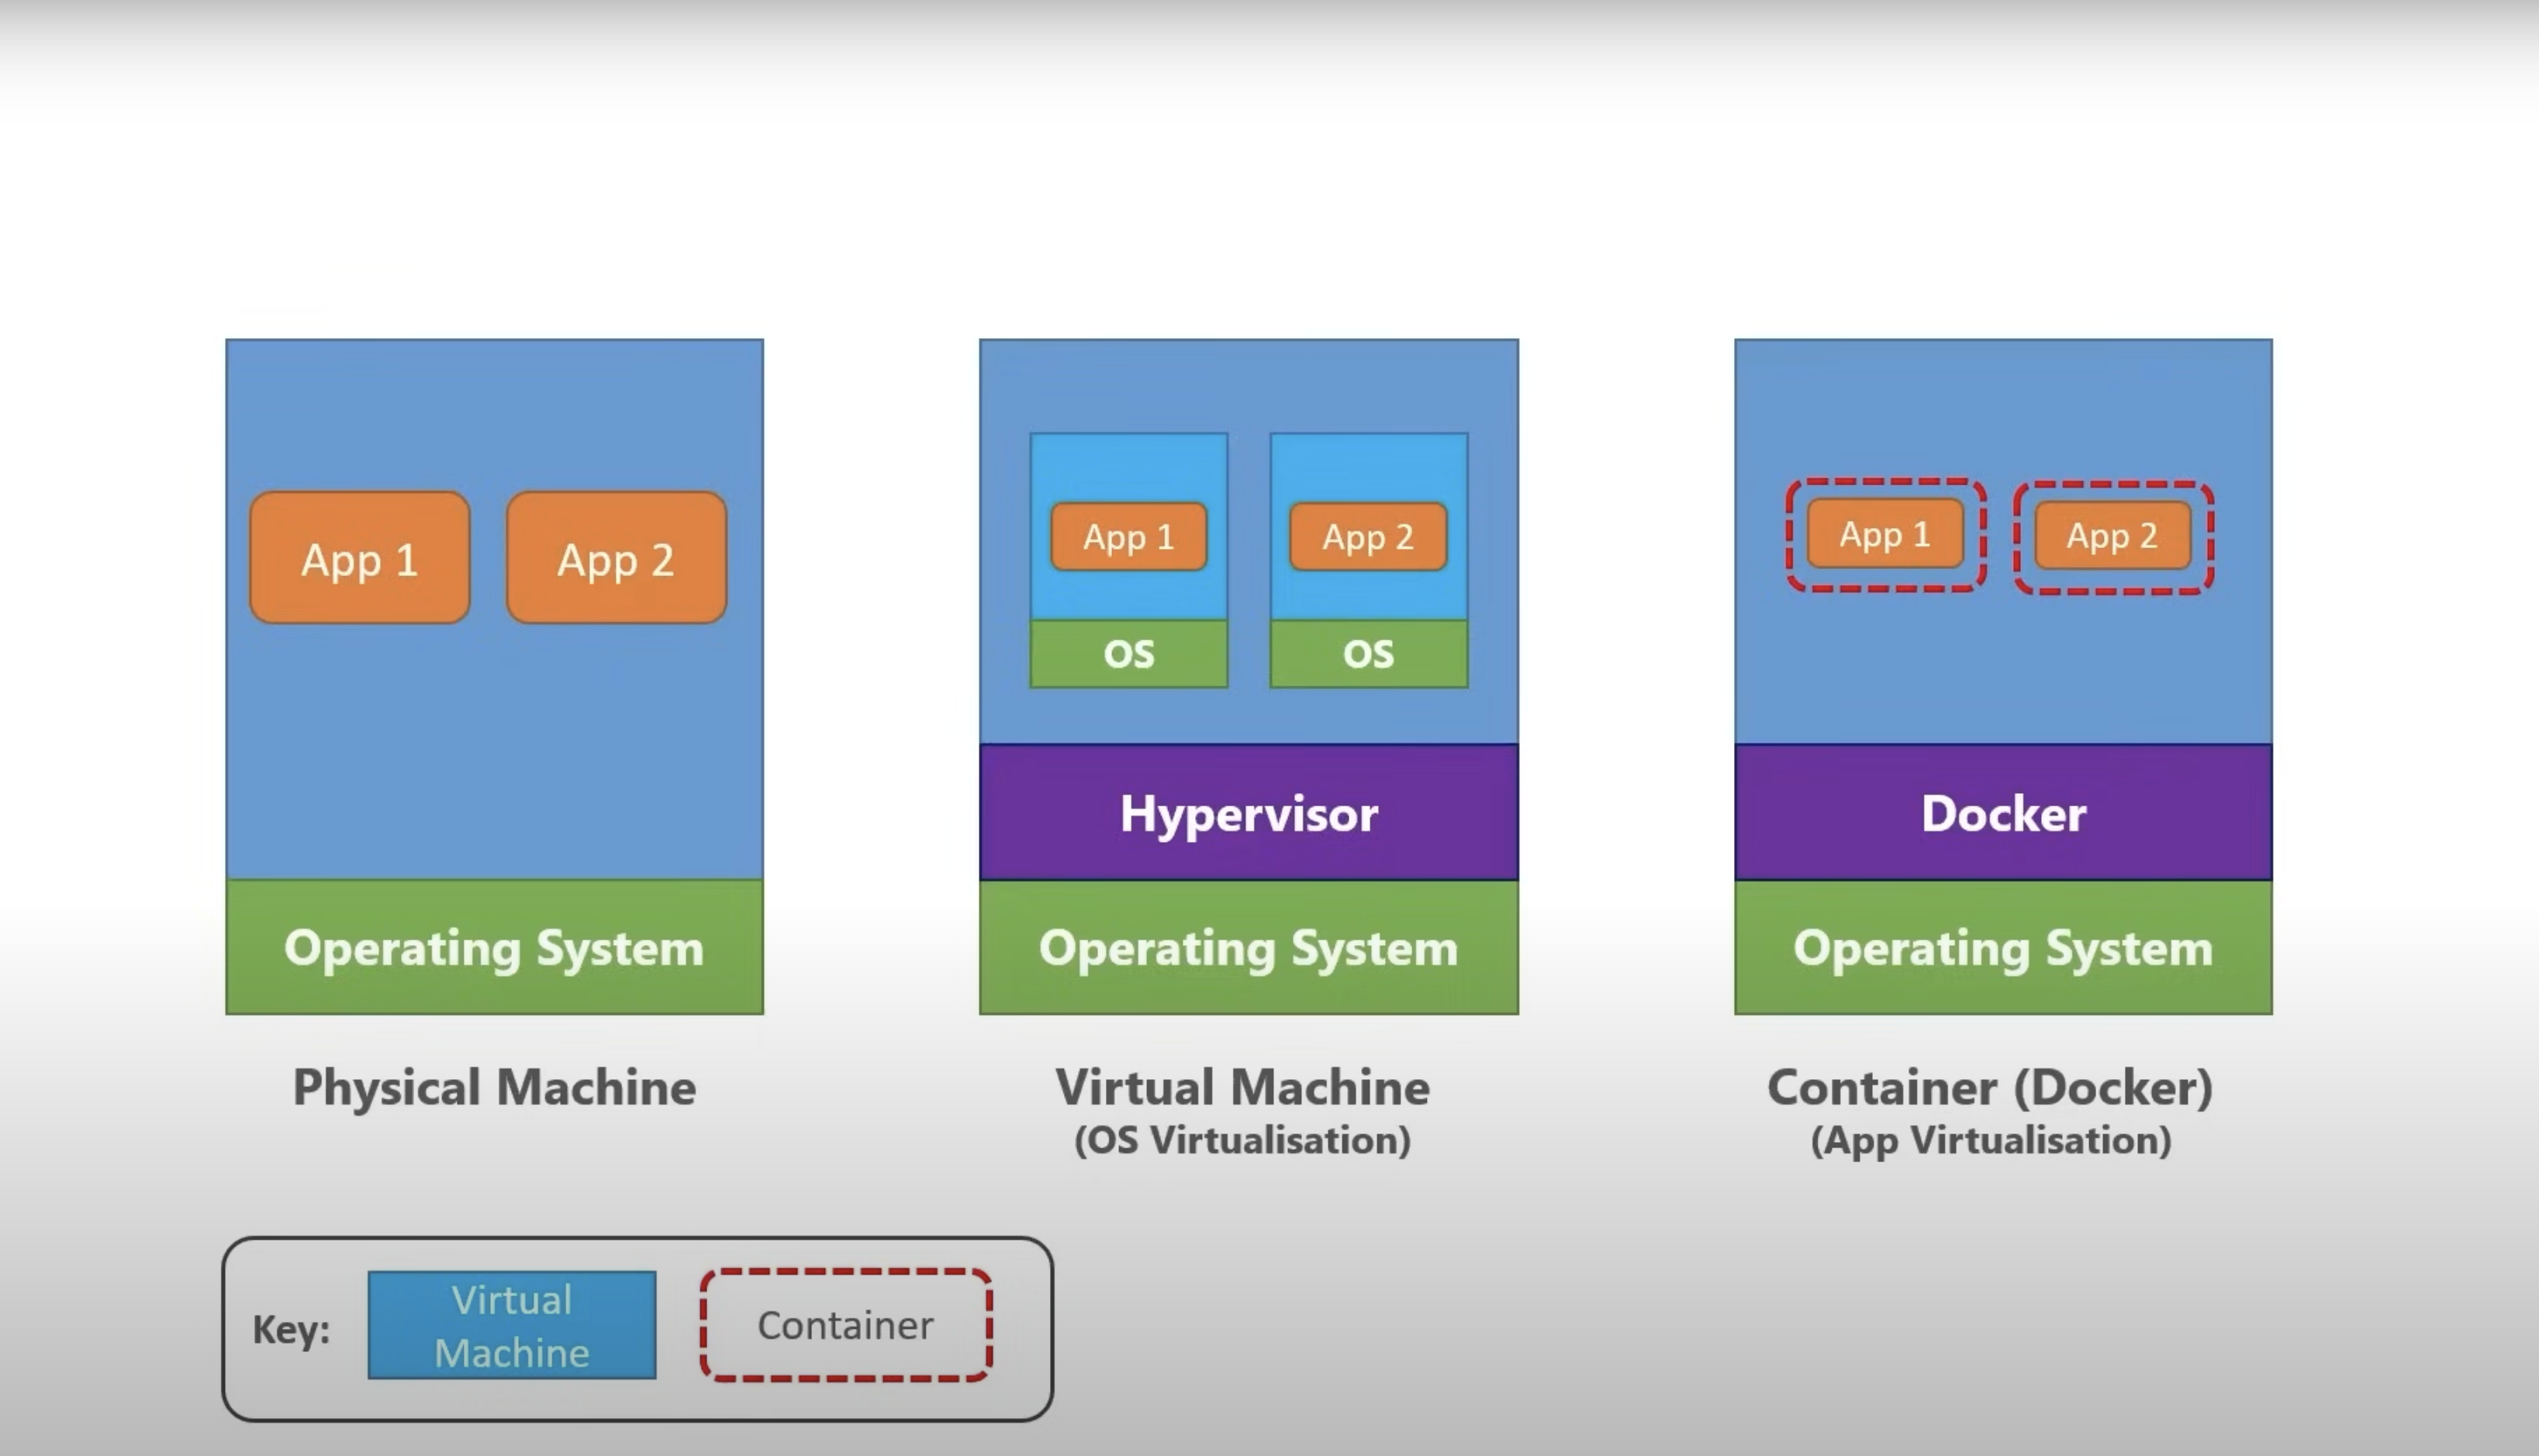 App 1
App 2
Operating System
Physical Machine
App 1
App 2
OS
OS
Hypervisor
Operating System
Virtual Machine
(OS Virtualisation)
App 1
App 2
Docker
Operating System
Container (Docker)
(App Virtualisation)
Key:
Virtual
Machine
Container